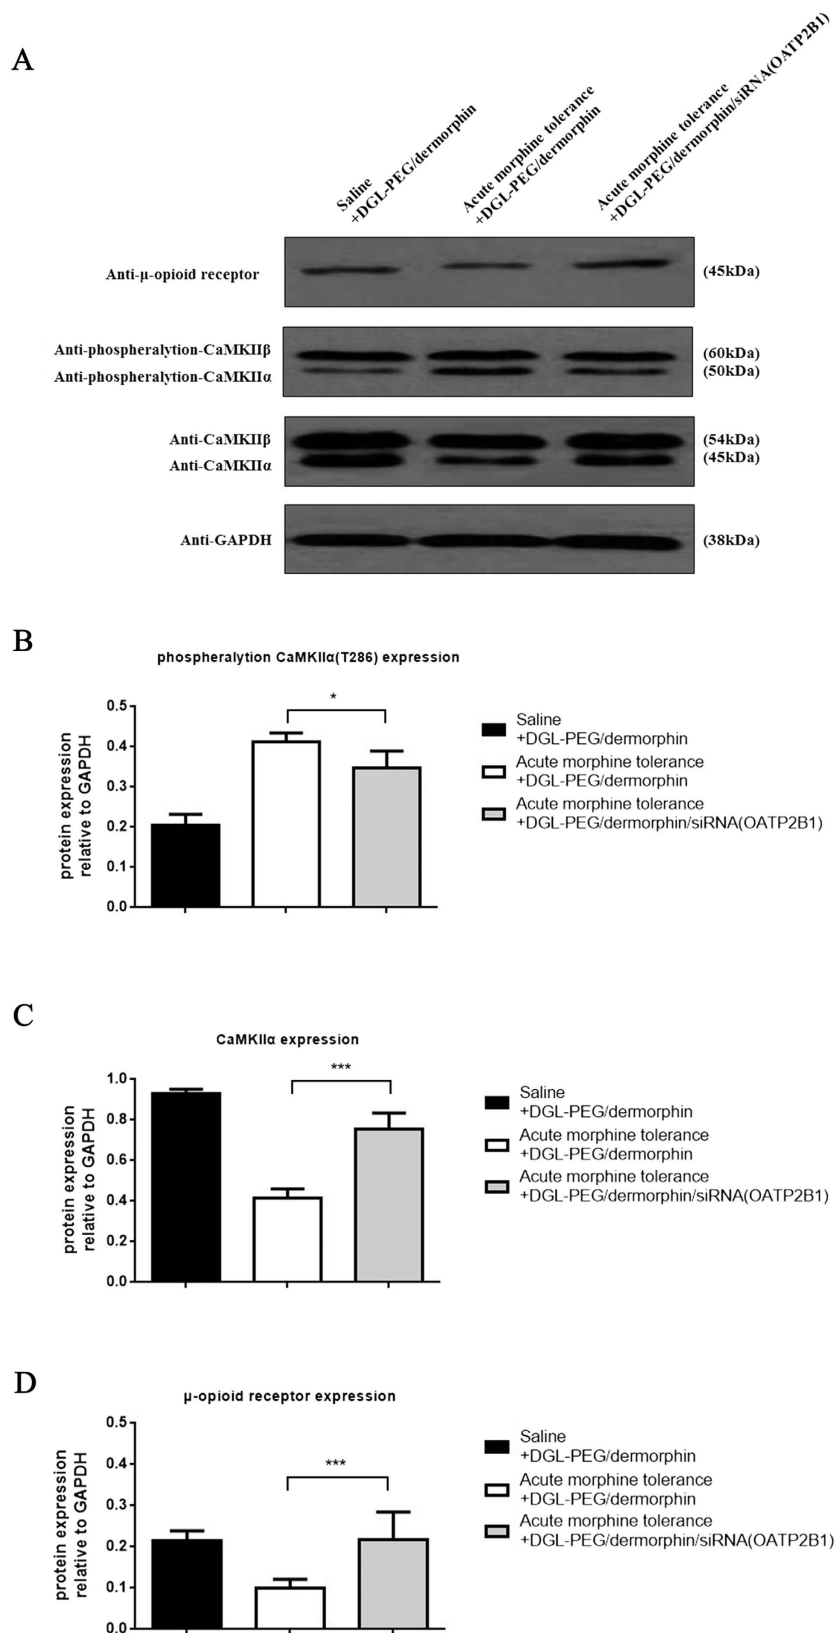 A
Saline
+DGL-PEG/dermorphin
Acute morphine tolerance
+DGL-PEG/dermorphin
Acute morphine tolerance
+DGL-PEG/dermorphin/siRNA(OATP2B1)
Anti-μ-opioid receptor
(45kDa)
Anti-phospheralytion-CaMKIIβ
(60kDa)
Anti-phospheralytion-CaMKIIα
(50kDa)
Anti-CaMKIIβ
(54kDa)
Anti-CaMKIIα
(45kDa)
Anti-GAPDH
(38kDa)
B
phospheralytion CaMKIIα(T286) expression
protein expression
relative to GAPDH
0.5
0.4
0.3
0.2
0.1
0.0
*
Saline
+DGL-PEG/dermorphin
Acute morphine tolerance
+DGL-PEG/dermorphin
Acute morphine tolerance
+DGL-PEG/dermorphin/siRNA(OATP2B1)
C
CaMKIIα expression
protein expression
relative to GAPDH
1.0
0.8
0.6
0.4
0.2
0.0
***
Saline
+DGL-PEG/dermorphin
Acute morphine tolerance
+DGL-PEG/dermorphin
Acute morphine tolerance
+DGL-PEG/dermorphin/siRNA(OATP2B1)
D
μ-opioid receptor expression
protein expression
relative to GAPDH
0.5
0.4
0.3
0.2
0.1
0.0
***
Saline
+DGL-PEG/dermorphin
Acute morphine tolerance
+DGL-PEG/dermorphin
Acute morphine tolerance
+DGL-PEG/dermorphin/siRNA(OATP2B1)